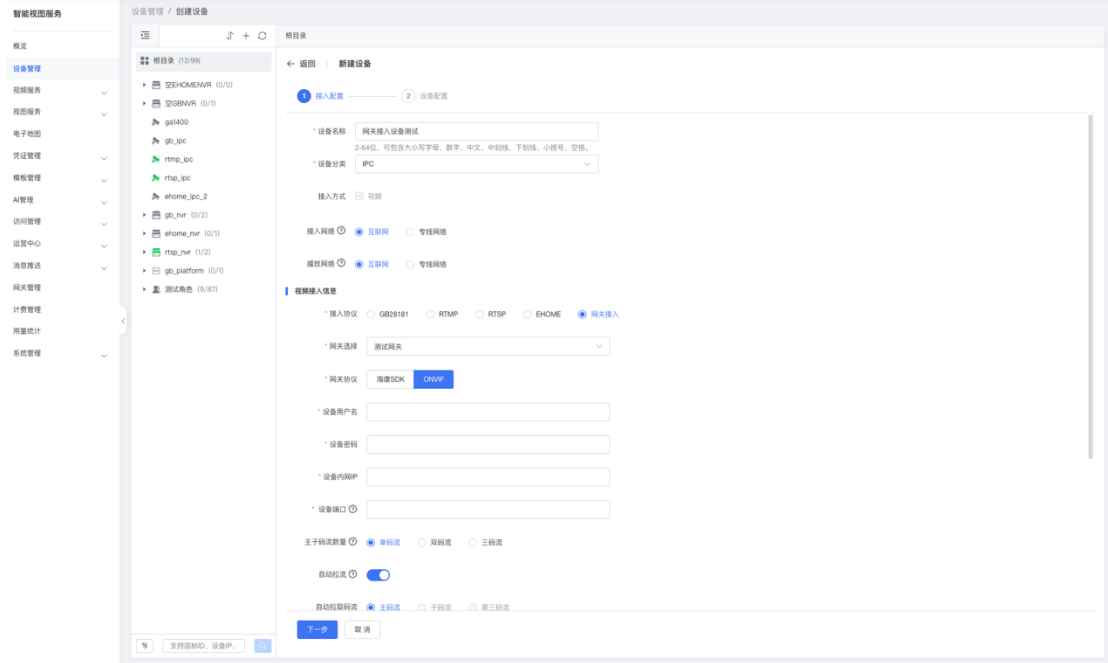 智能视图服务
概览
设备管理
视频服务
视图服务
电子地图
凭证管理
模板管理
AI管理
访问管理
运营中心
消息推送
网关管理
计费管理
用量统计
系统管理
设备管理 / 创建设备
根目录 (12/99)
空EHOMENVR (0/0)
空GBNVR (0/1)
ga1400
gb_ipc
rtmp_ipc
rtsp_ipc
ehome_ipc_2
gb_nvr (0/2)
ehome_nvr (0/1)
rtsp_nvr (1/2)
gb_platform (0/1)
测试角色 (9/87)
支持国标ID、设备IP、
根目录
← 返回 新建设备
1 接入配置 2 设备配置
* 设备名称 网关接入设备测试
2-64位，可包含大小写字母、数字、中文、中划线、下划线、小括号、空格。
* 设备分类 IPC
接入方式 视频
接入网络 互联网 专线网络
播放网络 互联网 专线网络
视频接入信息
* 接入协议 GB28181 RTMP RTSP EHOME 网关接入
* 网关选择 测试网关
* 网关协议 海康SDK ONVIF
* 设备用户名
* 设备密码
* 设备内网IP
* 设备端口
主子码流数量 单码流 双码流 三码流
自动拉流
自动拉取码流 主码流 子码流 第三码流
下一步 取消